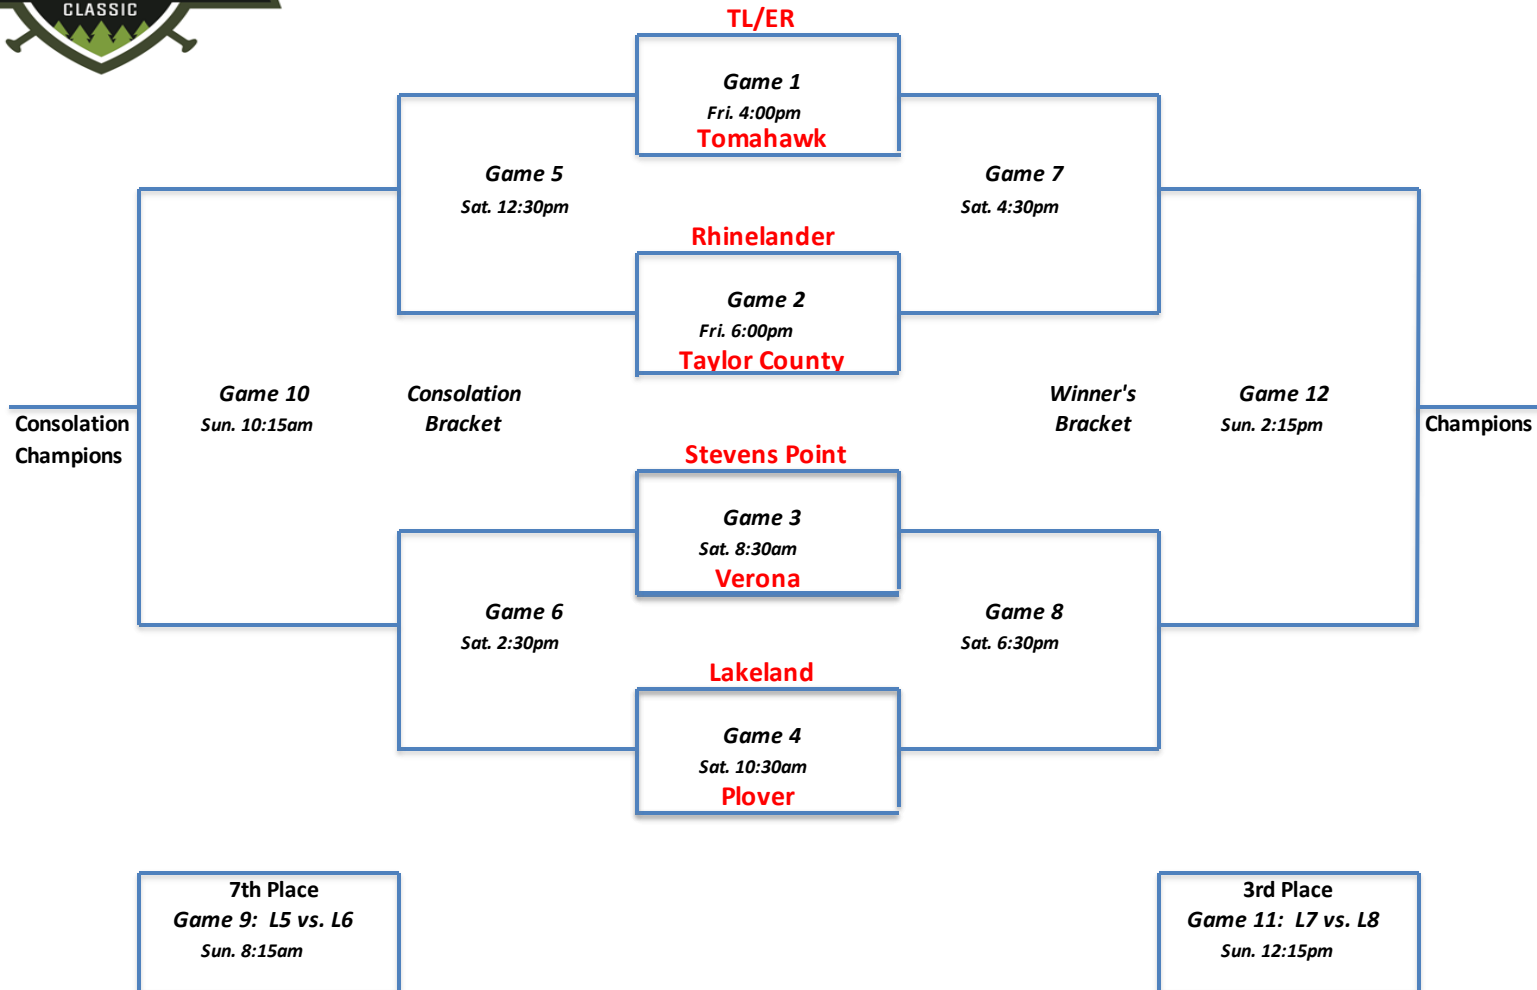 CLASSIC
TL/ER
Game 1
Fri. 4:00pm
Tomahawk
Game 5
Sat. 12:30pm
Game 7
Sat. 4:30pm
Rhinelander
Game 2
Fri. 6:00pm
Taylor County
Game 10
Sun. 10:15am
Consolation
Bracket
Winner's
Bracket
Game 12
Sun. 2:15pm
Consolation
Champions
Champions
Stevens Point
Game 3
Sat. 8:30am
Verona
Game 6
Sat. 2:30pm
Game 8
Sat. 6:30pm
Lakeland
Game 4
Sat. 10:30am
Plover
7th Place
Game 9: L5 vs. L6
Sun. 8:15am
3rd Place
Game 11: L7 vs. L8
Sun. 12:15pm